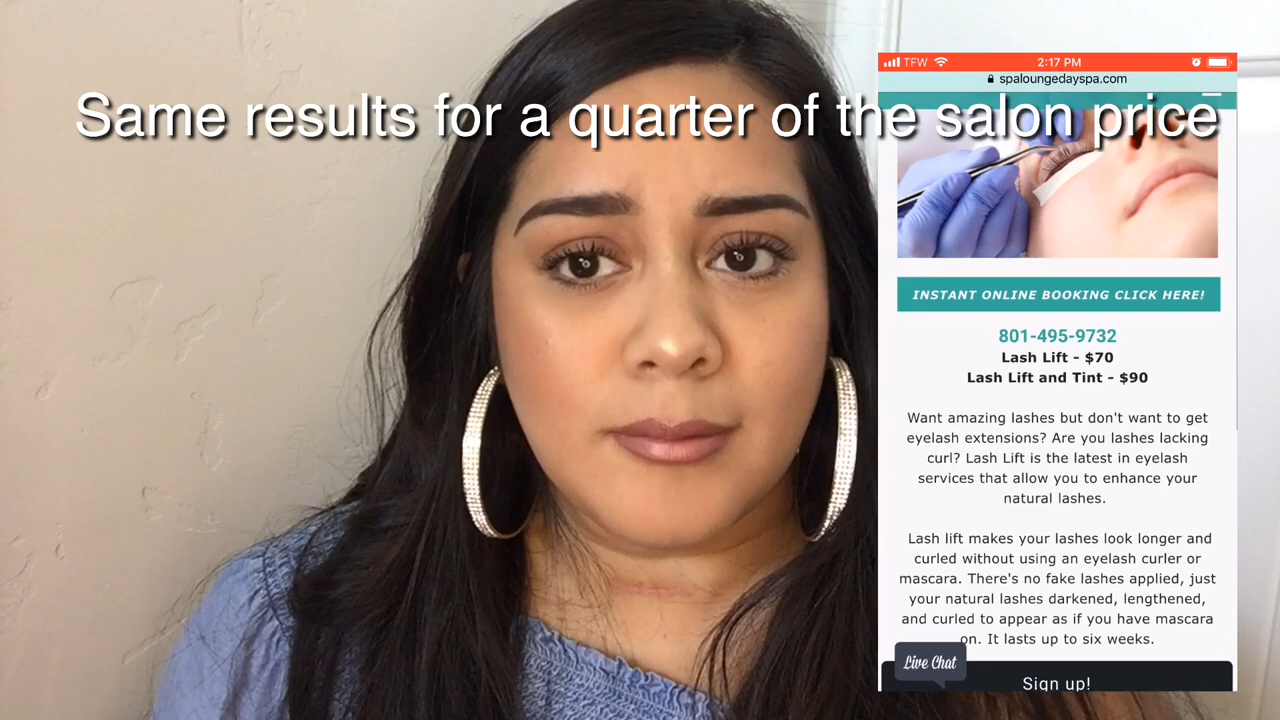 Same results for a quarter of the salon price
TFW
2:17 PM
spaloungedayspa.com
INSTANT ONLINE BOOKING CLICK HERE!
801-495-9732
Lash Lift - $70
Lash Lift and Tint - $90
Want amazing lashes but don't want to get
eyelash extensions? Are you lashes lacking
curl? Lash Lift is the latest in eyelash
services that allow you to enhance your
natural lashes.
Lash lift makes your lashes look longer and
curled without using an eyelash curler or
mascara. There's no fake lashes applied, just
your natural lashes darkened, lengthened,
and curled to appear as if you have mascara
on. It lasts up to six weeks.
Live Chat
Sign up!